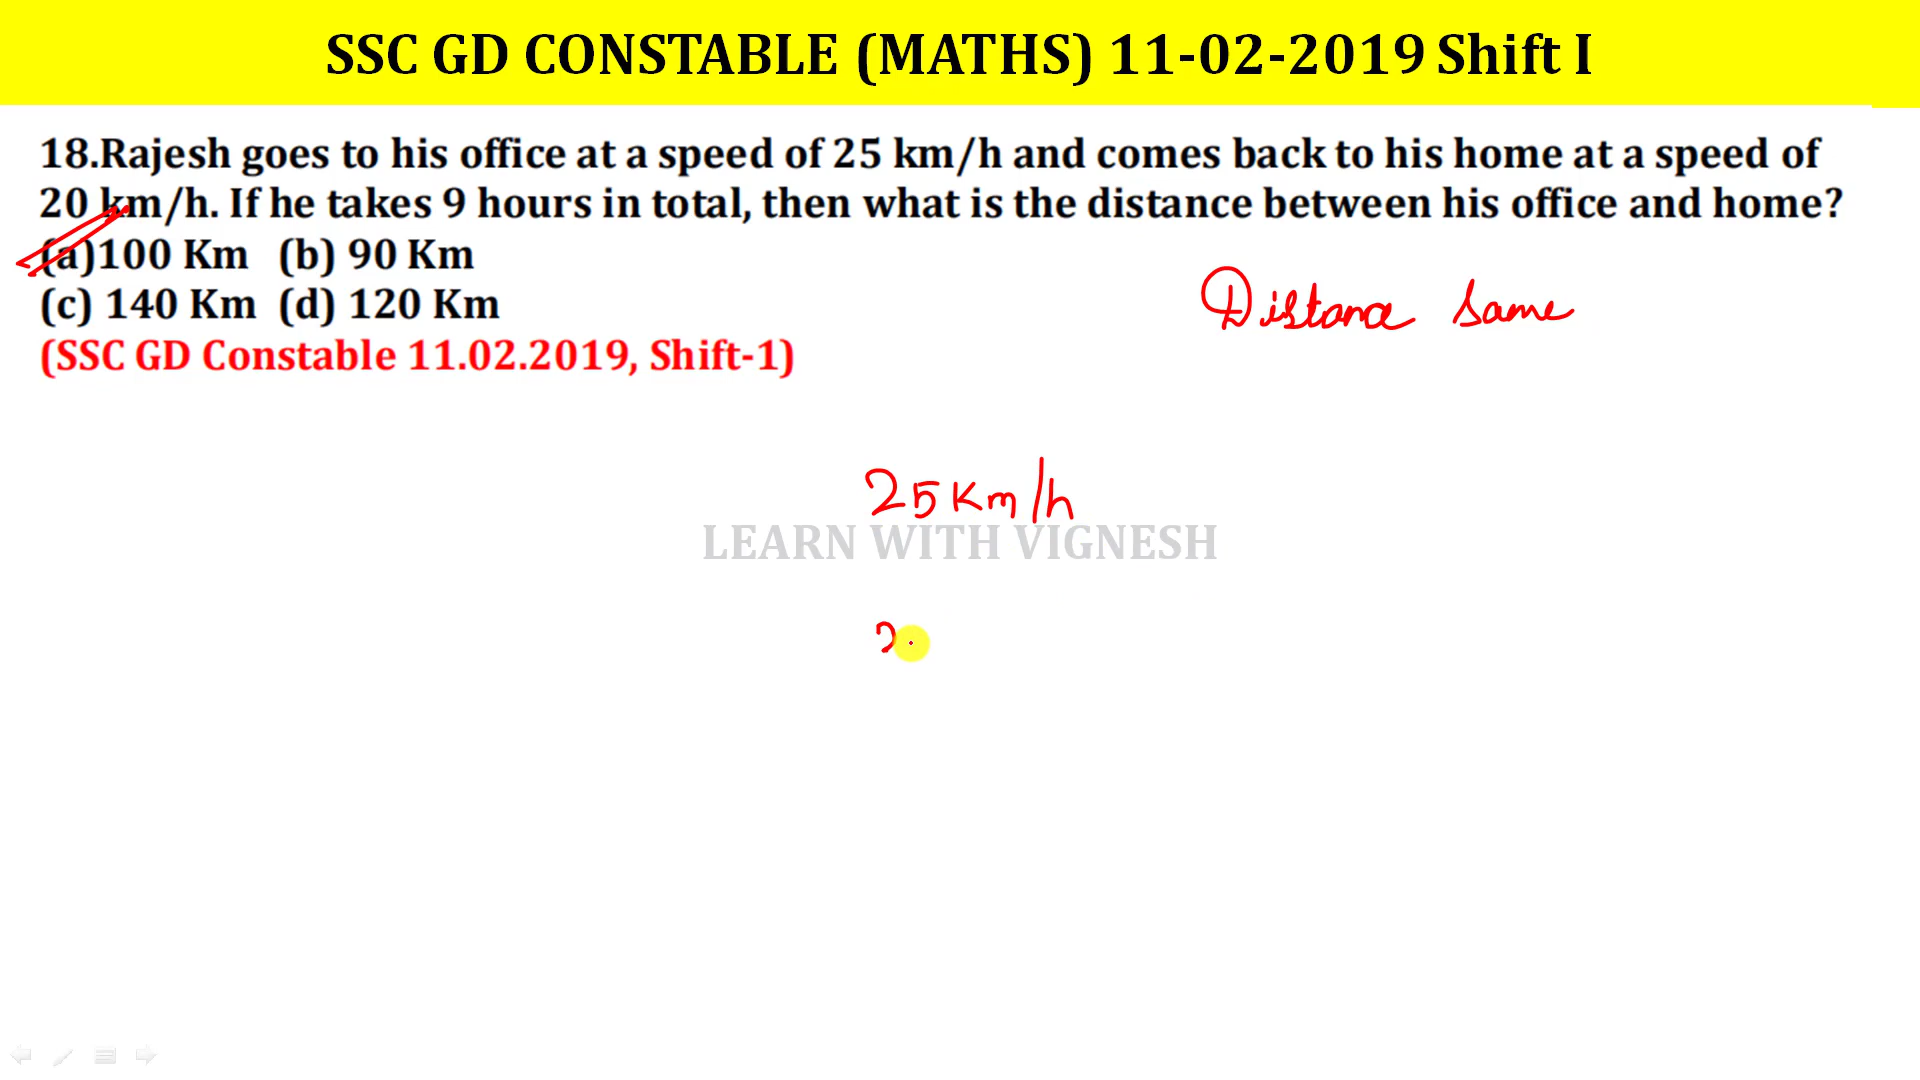 SSC GD CONSTABLE (MATHS) 11-02-2019 Shift I
18.Rajesh goes to his office at a speed of 25 km/h and comes back to his home at a speed of
20 km/h. If he takes 9 hours in total, then what is the distance between his office and home?
(a)100 Km (b) 90 Km
(c) 140 Km (d) 120 Km
Distance Same
(SSC GD Constable 11.02.2019, Shift-1)
25Km/h
LEARN WITH VIGNESH
2